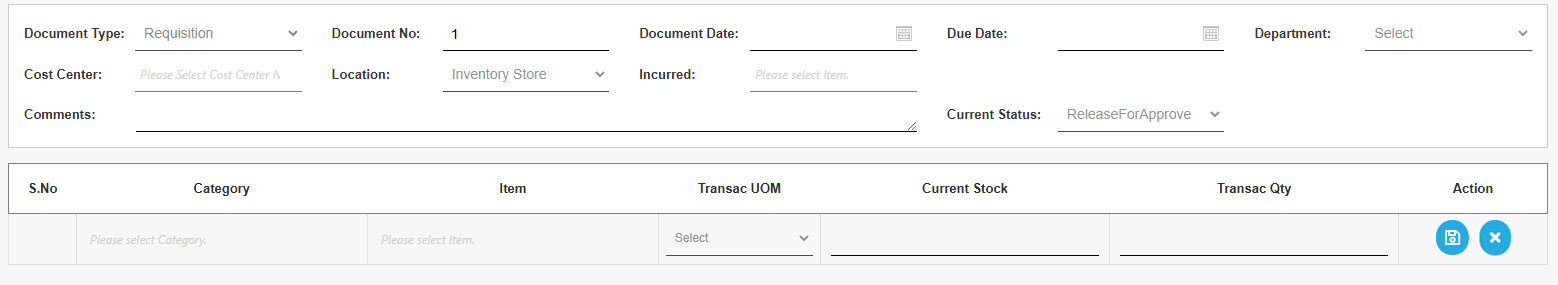 Document Type: Requisition Document No: 1 Document Date: Due Date: Department: Select
Cost Center: Please Select Cost Center N Location: Inventory Store Incurred: Please select Item.
Comments: Current Status: ReleaseForApprove
S.No Category Item Transac UOM Current Stock Transac Qty Action
Please select Category. Please select Item. Select